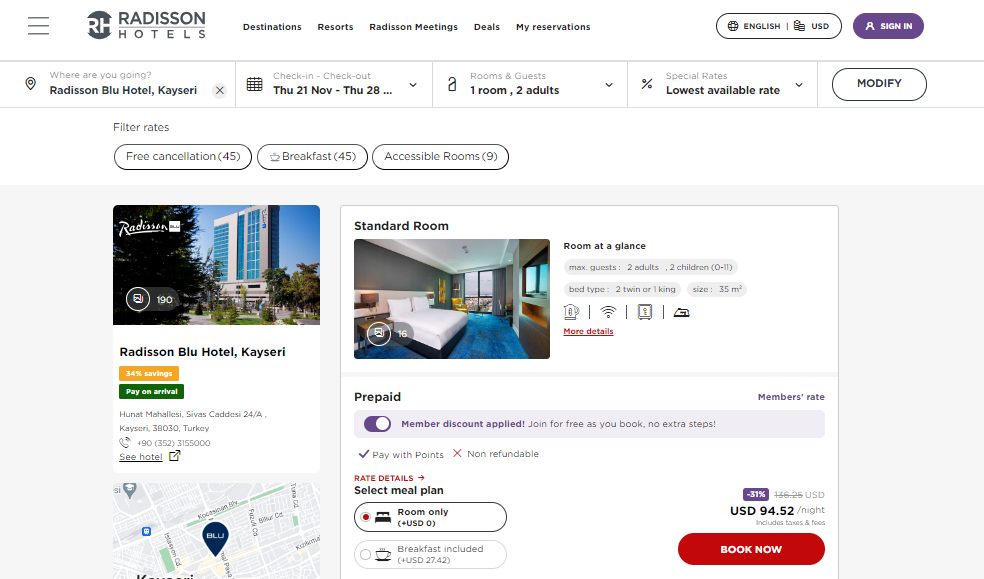 RH RADISSON
HOTELS
Destinations
Resorts
Radisson Meetings
Deals
My reservations
ENGLISH | USD
SIGN IN
Where are you going?
Radisson Blu Hotel, Kayseri
Check-in - Check-out
Thu 21 Nov - Thu 28 ...
Rooms & Guests
1 room , 2 adults
Special Rates
Lowest available rate
MODIFY
Filter rates
Free cancellation (45)
Breakfast (45)
Accessible Rooms (9)
Radisson BLU
190
Radisson Blu Hotel, Kayseri
34% savings
Pay on arrival
Hunat Mahallesi, Sivas Caddesi 24/A ,
Kayseri, 38030, Turkey
+90 (352) 3155000
See hotel
Kocasinan Blv.
Biltur Cd.
BLU
Kayseri
Standard Room
16
Room at a glance
max. guests : 2 adults , 2 children (0-11)
bed type : 2 twin or 1 king
size : 35 m²
More details
Prepaid
Members' rate
Member discount applied! Join for free as you book, no extra steps!
Pay with Points
Non refundable
RATE DETAILS
Select meal plan
Room only
(+USD 0)
Breakfast included
(+USD 27.42)
-31% 136.25 USD
USD 94.52 /night
Includes taxes & fees
BOOK NOW